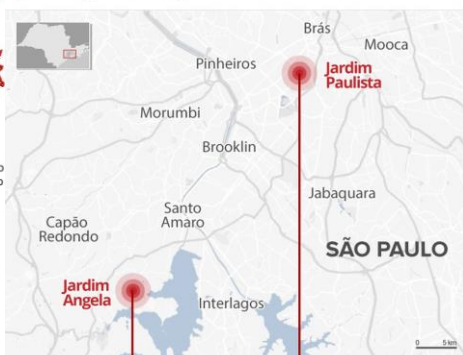 Brás
Mooca
Pinheiros
Jardim
Paulista
Morumbi
Brooklin
Jabaquara
Santo
Amaro
Capão
Redondo
SÃO PAULO
Jardim
Angela
Interlagos
0 5 km